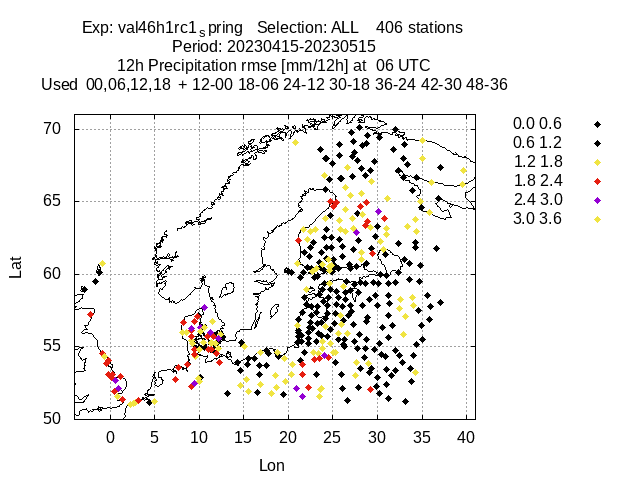 Exp: val46h1rc1spring   Selection: ALL    406 stations
Period: 20230415-20230515
12h Precipitation rmse [mm/12h] at  06 UTC
Used  00,06,12,18  + 12-00 18-06 24-12 30-18 36-24 42-30 48-36
70
65
60
55
50
Lat
0 5 10 15 20 25 30 35 40
Lon
0.0 0.6
0.6 1.2
1.2 1.8
1.8 2.4
2.4 3.0
3.0 3.6